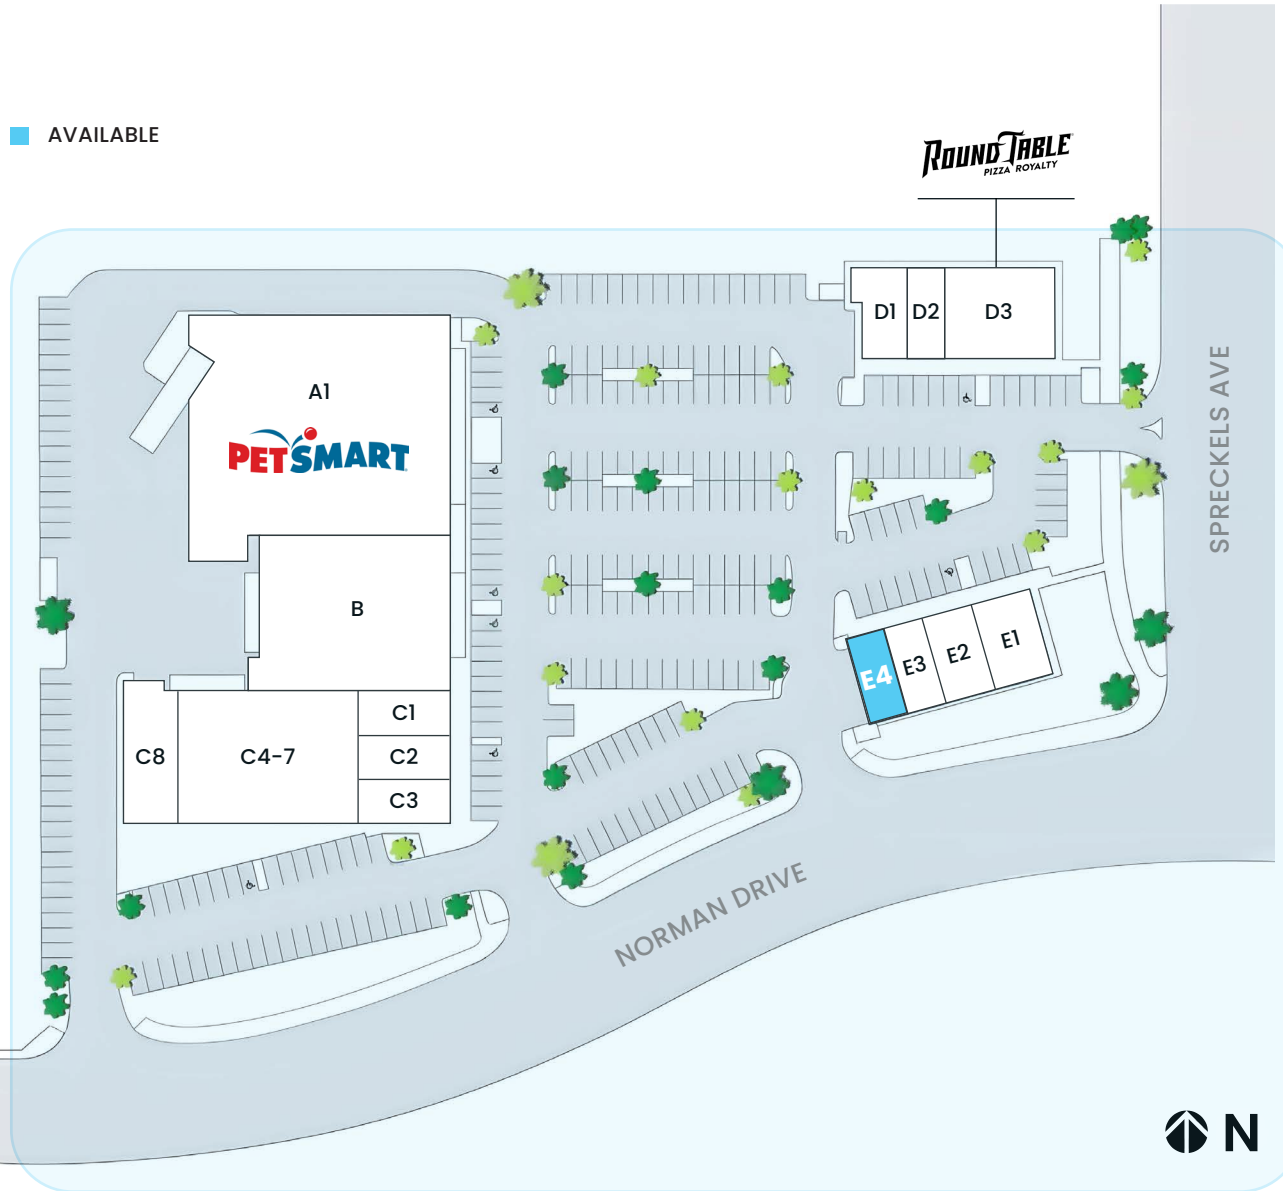 AVAILABLE
ROUND TABLE
PIZZA ROYALTY
D1
D2
D3
A1
PETSMART
SPRECKELS AVE
B
E4
E3
E2
E1
C1
C8
C4-7
C2
C3
NORMAN DRIVE
N